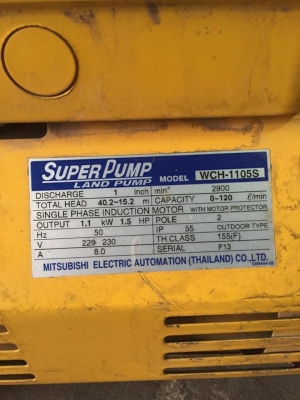 SUPER PUMP
LAND PUMP MODEL WCH-1105S
DISCHARGE 1 inch min⁻¹ 2900
TOTAL HEAD 40.2-15.2 m CAPACITY 0-120 ℓ/min
SINGLE PHASE INDUCTION MOTOR WITH MOTOR PROTECTOR
OUTPUT 1.1 kW 1.5 HP POLE 2
Hz 50 IP 55 OUTDOOR TYPE
V 220 - 230 TH.CLASS 155(F)
A 8.0 SERIAL F13
MITSUBISHI ELECTRIC AUTOMATION (THAILAND) CO.,LTD.